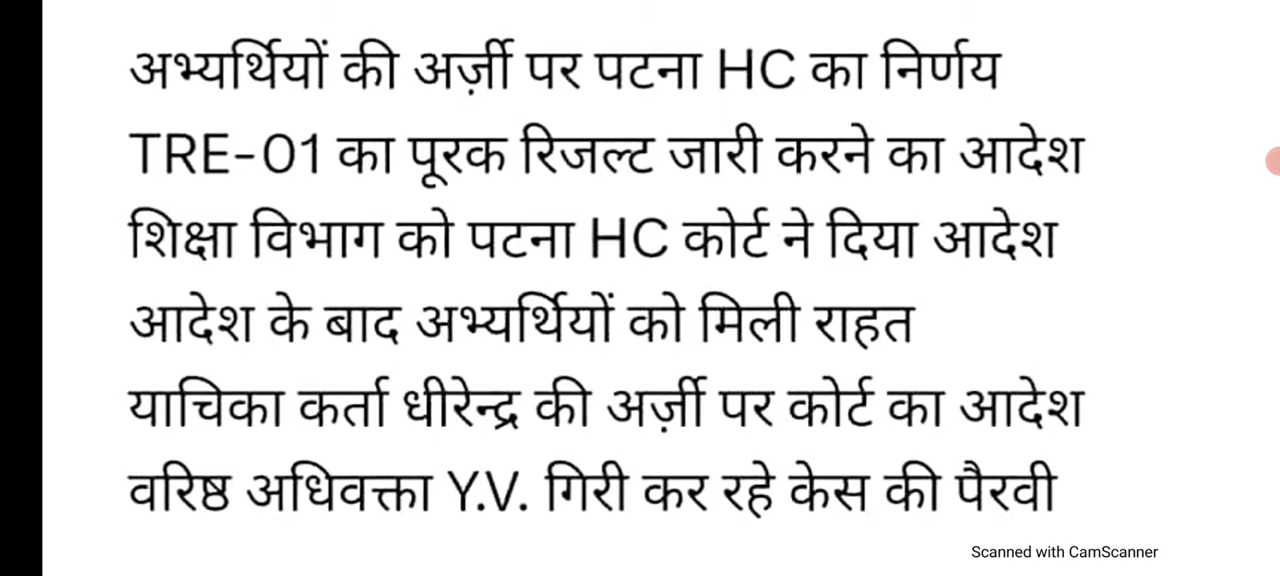 अभ्यर्थियों की अर्ज़ी पर पटना HC का निर्णय
TRE-01 का पूरक रिजल्ट जारी करने का आदेश
शिक्षा विभाग को पटना HC कोर्ट ने दिया आदेश
आदेश के बाद अभ्यर्थियों को मिली राहत
याचिका कर्ता धीरेन्द्र की अर्ज़ी पर कोर्ट का आदेश
वरिष्ठ अधिवक्ता Y.V. गिरी कर रहे केस की पैरवी
Scanned with CamScanner